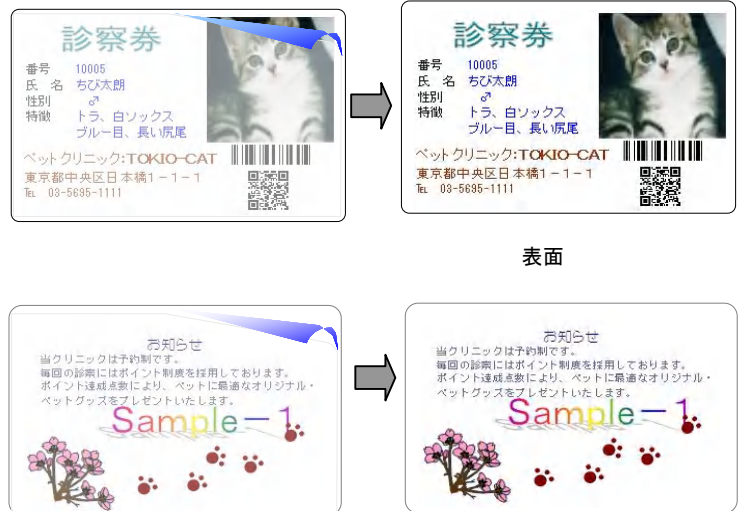 診察券
番号 10005
氏 名 ちび太朗
性別 ♂
特徴 トラ、白ソックス
ブルー目、長い尻尾
ペットクリニック:TOKIO-CAT
東京都中央区日本橋1-1-1
℡ 03-5695-1111
診察券
番号 10005
氏 名 ちび太朗
性別 ♂
特徴 トラ、白ソックス
ブルー目、長い尻尾
ペットクリニック:TOKIO-CAT
東京都中央区日本橋1-1-1
℡ 03-5695-1111
表面
お知らせ
当クリニックは予約制です。
毎回の診察にはポイント制度を採用しております。
ポイント達成点数により、ペットに最適なオリジナル・
ペットグッズをプレゼントいたします。
Sample-1
お知らせ
当クリニックは予約制です。
毎回の診察にはポイント制度を採用しております。
ポイント達成点数により、ペットに最適なオリジナル・
ペットグッズをプレゼントいたします。
Sample-1